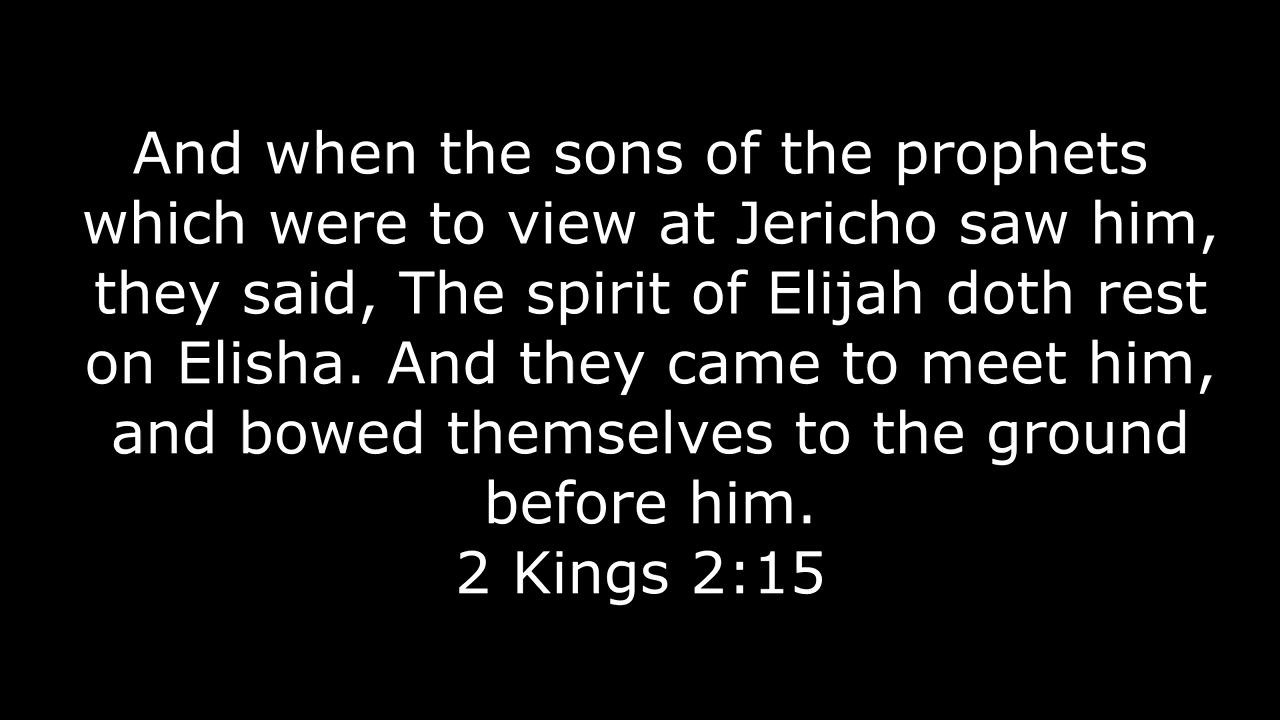 And when the sons of the prophets
which were to view at Jericho saw him,
they said, The spirit of Elijah doth rest
on Elisha. And they came to meet him,
and bowed themselves to the ground
before him.
2 Kings 2:15